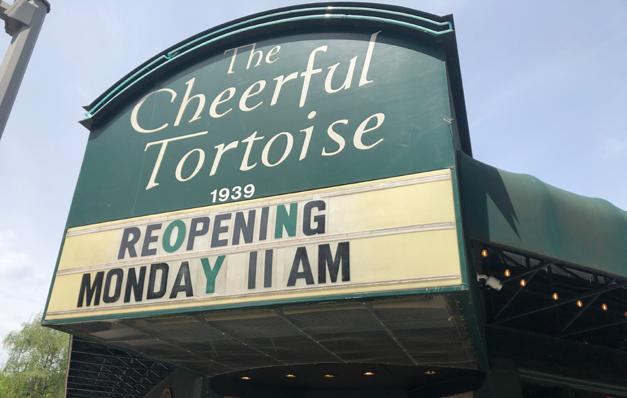 The
Cheerful
Tortoise
1939
REOPENING
MONDAY 11 AM